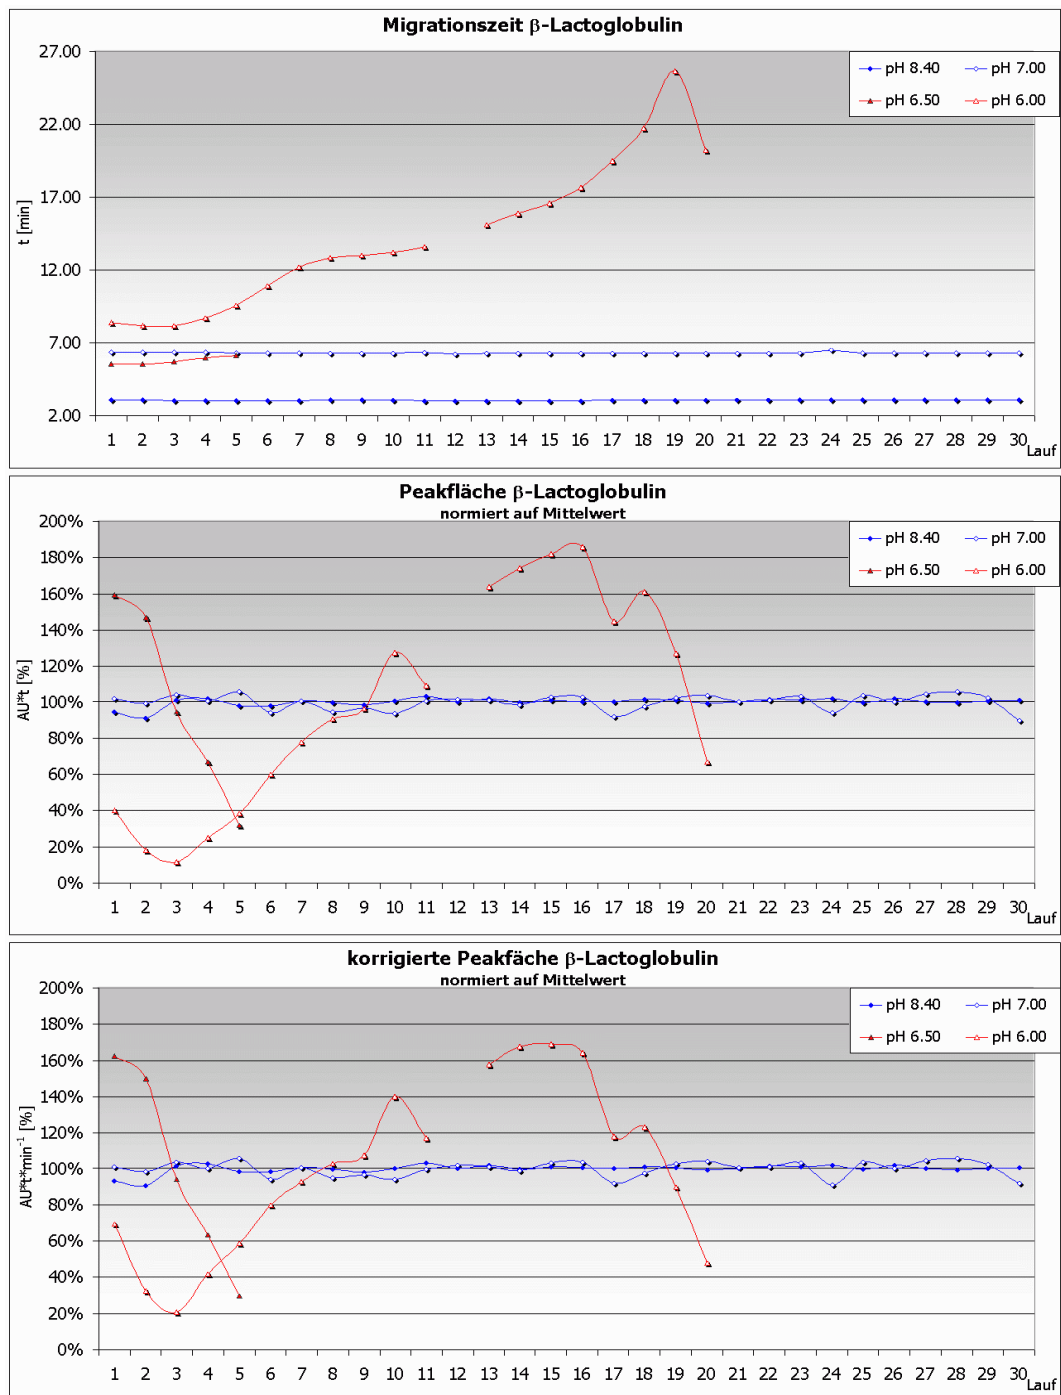 Migrationszeit β-Lactoglobulin
27.00
22.00
17.00
12.00
7.00
2.00
t [min]
pH 8.40 pH 7.00
pH 6.50 pH 6.00
1 2 3 4 5 6 7 8 9 10 11 12 13 14 15 16 17 18 19 20 21 22 23 24 25 26 27 28 29 30
Lauf
Peakfläche β-Lactoglobulin
normiert auf Mittelwert
200%
180%
160%
140%
120%
100%
80%
60%
40%
20%
0%
AU*t [%]
pH 8.40 pH 7.00
pH 6.50 pH 6.00
1 2 3 4 5 6 7 8 9 10 11 12 13 14 15 16 17 18 19 20 21 22 23 24 25 26 27 28 29 30
Lauf
korrigierte Peakfäche β-Lactoglobulin
normiert auf Mittelwert
200%
180%
160%
140%
120%
100%
80%
60%
40%
20%
0%
AU*t*min⁻¹ [%]
pH 8.40 pH 7.00
pH 6.50 pH 6.00
1 2 3 4 5 6 7 8 9 10 11 12 13 14 15 16 17 18 19 20 21 22 23 24 25 26 27 28 29 30
Lauf